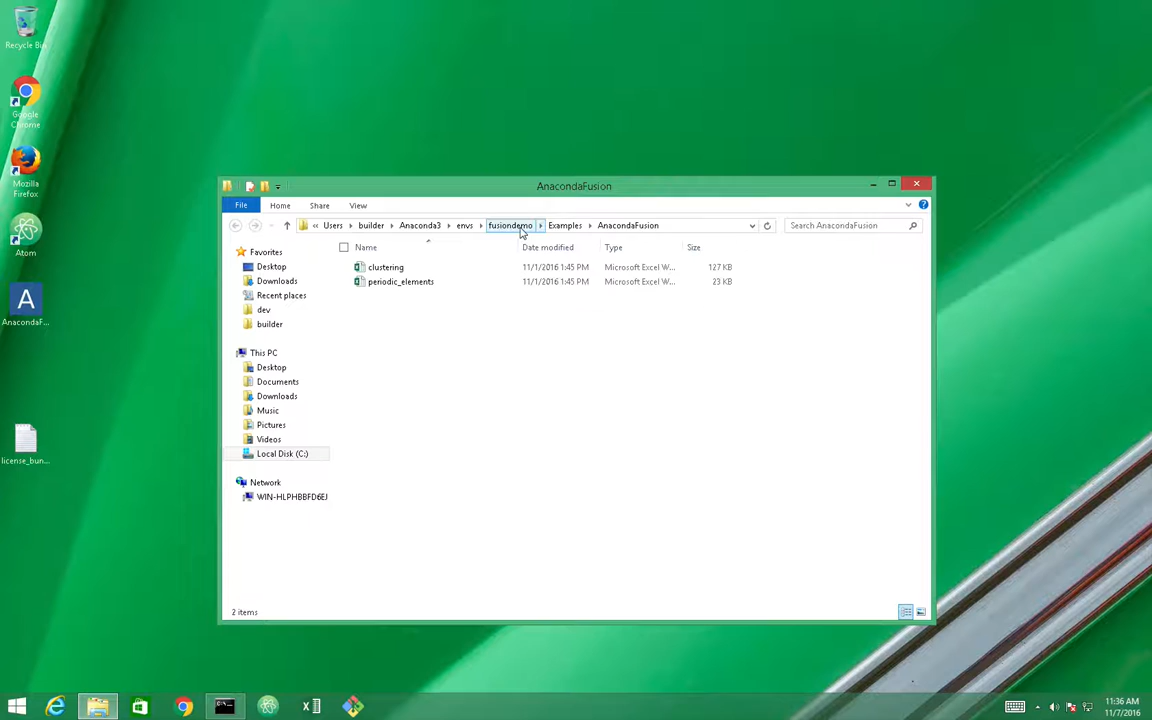 Recycle Bin
Google
Chrome
Mozilla
Firefox
Atom
A
AnacondaF...
license_bun...
AnacondaFusion
File Home Share View
« Users builder Anaconda3 envs fusiondemo Examples AnacondaFusion
Search AnacondaFusion
Name Date modified Type Size
clustering 11/1/2016 1:45 PM Microsoft Excel W... 127 KB
periodic_elements 11/1/2016 1:45 PM Microsoft Excel W... 23 KB
Favorites
Desktop
Downloads
Recent places
dev
builder
This PC
Desktop
Documents
Downloads
Music
Pictures
Videos
Local Disk (C:)
Network
WIN-HLPHBBFD6EJ
2 items
11:36 AM
11/7/2016